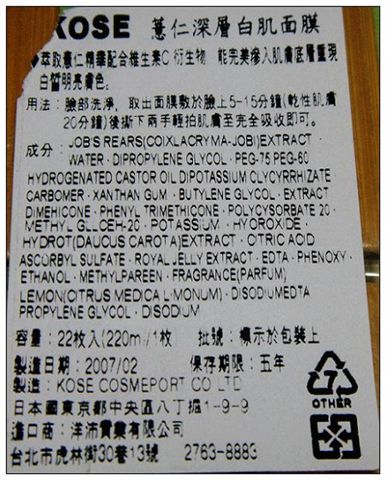 KOSE 薏仁深層白肌面膜
◆萃取薏仁精華配合維生素C 衍生物 能完美滲入肌膚底層重現
白皙明亮膚色。
用法：臉部洗淨，取出面膜敷於臉上5-15分鐘(乾性肌膚
20分鐘)後撕下兩手輕拍肌膚至完全吸收即可。
成分：JOB'S REARS(COIXLACRYMA-JOBI)EXTRACT·
WATER·DIPROPYLENE GLYCOL·PEG-75 PEG-60
HYDROGENATED CASTOR OIL DIPOTASSIUM CLYCYRRHIZATE
CARBOMER·XANTHAN GUM·BUTYLENE GLYCOL·EXTRACT
DIMEHICONE·PHENYL TRIMETHICONE·POLYCYSORBATE 20·
METHYL GLLCEH-20·POTASSIUM·HYOROXIDE·
HYDROT(DAUCUS CAROTA)EXTRACT·CITRIC ACID
ASCORBYL SULFATE·ROYAL JELLY EXTRACT·EDTA·PHENOXY·
ETHANOL·METHYLPAREEN·FRAGRANCE(PARFUM)
LEMON(CITRUS MEDICA L·MONUM)·DISODIUMEDTA
PROPYLENE GLYCOL·DISODIUM
容量：22枚入(220m/1枚) 批號：標示於包裝上
製造日期：2007/02 保存期限：五年
製造：KOSE COSMEPORT CO LTD
日本國東京都中央區八丁掘1-9-9
進口商：洋沛實業有限公司
台北市虎林街30巷13號 2763-8883
7
OTHER